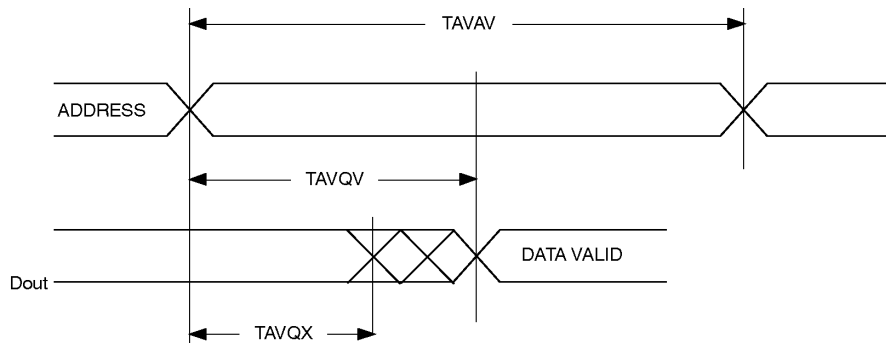 TAVAV
ADDRESS
TAVQV
DATA VALID
Dout
TAVQX